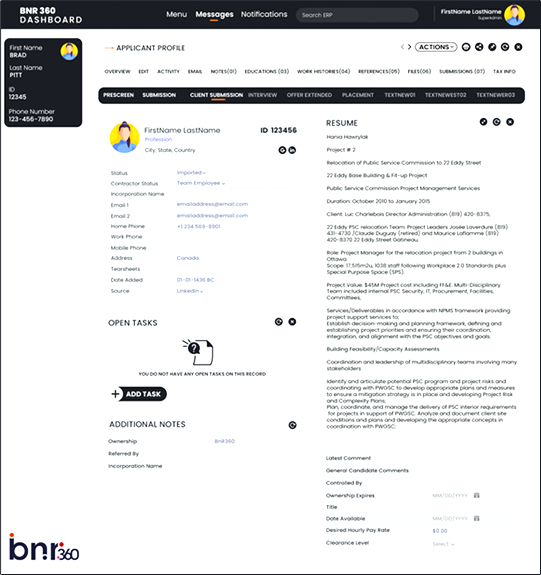 BNR 360
DASHBOARD
Menu
Messages
Notifications
Search ERP
FirstName LastName
SuperAdmin
First Name
BRAD
Last Name
PITT
ID
12345
Phone Number
123-456-7890
APPLICANT PROFILE
ACTIONS
OVERVIEW EDIT ACTIVITY EMAIL NOTES(01) EDUCATIONS (03) WORK HISTORIES(04) REFERENCES(05) FILES(06) SUBMISSIONS (07) TAX INFO
PRESCREEN SUBMISSION CLIENT SUBMISSION INTERVIEW OFFER EXTENDED PLACEMENT TEXTNEW01 TEXTNEWEST02 TEXTNEWER03
FirstName LastName
ID 123456
Profession
City, State, Country
Status Imported
Contractor Status Team Employee
Incorporation Name
Email 1 emailaddress@email.com
Email 2 emailaddress@email.com
Home Phone +1 234 569-8901
Work Phone
Mobile Phone
Address Canada
Tearsheets
Date Added 01-01-1436 BC
Source LinkedIn
OPEN TASKS
YOU DO NOT HAVE ANY OPEN TASKS ON THIS RECORD
ADD TASK
ADDITIONAL NOTES
Ownership Bnr360
Referred By
Incorporation Name
RESUME
Hania Hawrylak
Project # 2
Relocation of Public Service Commission to 22 Eddy Street
22 Eddy Building & Fit-up Project
Public Service Commission Project Management Services
Duration: October 2010 to January 2015
Client: Luc Charlebois Director Administration (819) 420-8375,
22 Eddy PSC relocation Team: Project Leaders Josée Laverdure (819)
431-4730 /Claude Duguay (retired) and Maurice Laflamme (819)
420-8370 22 Eddy Street Gatineau.
Role: Project Manager for the relocation project from 2 buildings in
Ottawa
Scope: 17,515m2u, 1038 staff following Workplace 2.0 Standards plus
Special Purpose Space (SPS)
Project Value: $45M Project cost including FF&E. Multi-Disciplinary
Team included internal PSC Security, IT, Procurement, Facilities,
Committees,
Services/Deliverables in accordance with NPMS framework providing
project support services to;
Establish decision-making and planning framework, defining and
establishing project priorities and ensuring their coordination,
integration, and alignment with the PSC objectives and goals.
Building Feasibility/Capacity Assessments
Coordination and leadership of multidisciplinary teams involving many
stakeholders
Identify and articulate potential PSC program and project risks and
coordinating with PWGSC to develop appropriate plans and measures
to ensure a mitigation strategy is in place and developing Project Risk
and Complexity Plans;
Plan, coordinate, and manage the delivery of PSC interior requirements
for projects in support of PWGSC Analyze and document client site
conditions and plans and developing the appropriate concepts in
coordination with PWGSC;
Latest Comment
General Candidate Comments
Controlled By
Ownership Expires MM/DD/YYYY
Title
Date Available MM/DD/YYYY
Desired Hourly Pay Rate $0.00
Clearance Level Select
bnr360